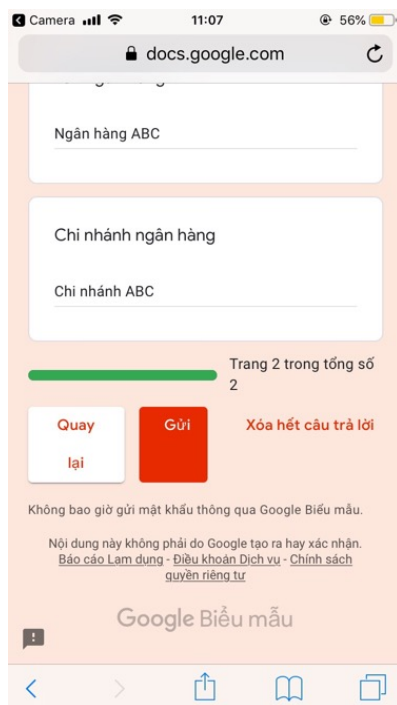 Camera 11:07 56%
docs.google.com
Ngân hàng ABC
Chi nhánh ngân hàng
Chi nhánh ABC
Trang 2 trong tổng số
2
Quay
lại
Gửi
Xóa hết câu trả lời
Không bao giờ gửi mật khẩu thông qua Google Biểu mẫu.
Nội dung này không phải do Google tạo ra hay xác nhận.
Báo cáo Lạm dụng - Điều khoản Dịch vụ - Chính sách
quyền riêng tư
Google Biểu mẫu